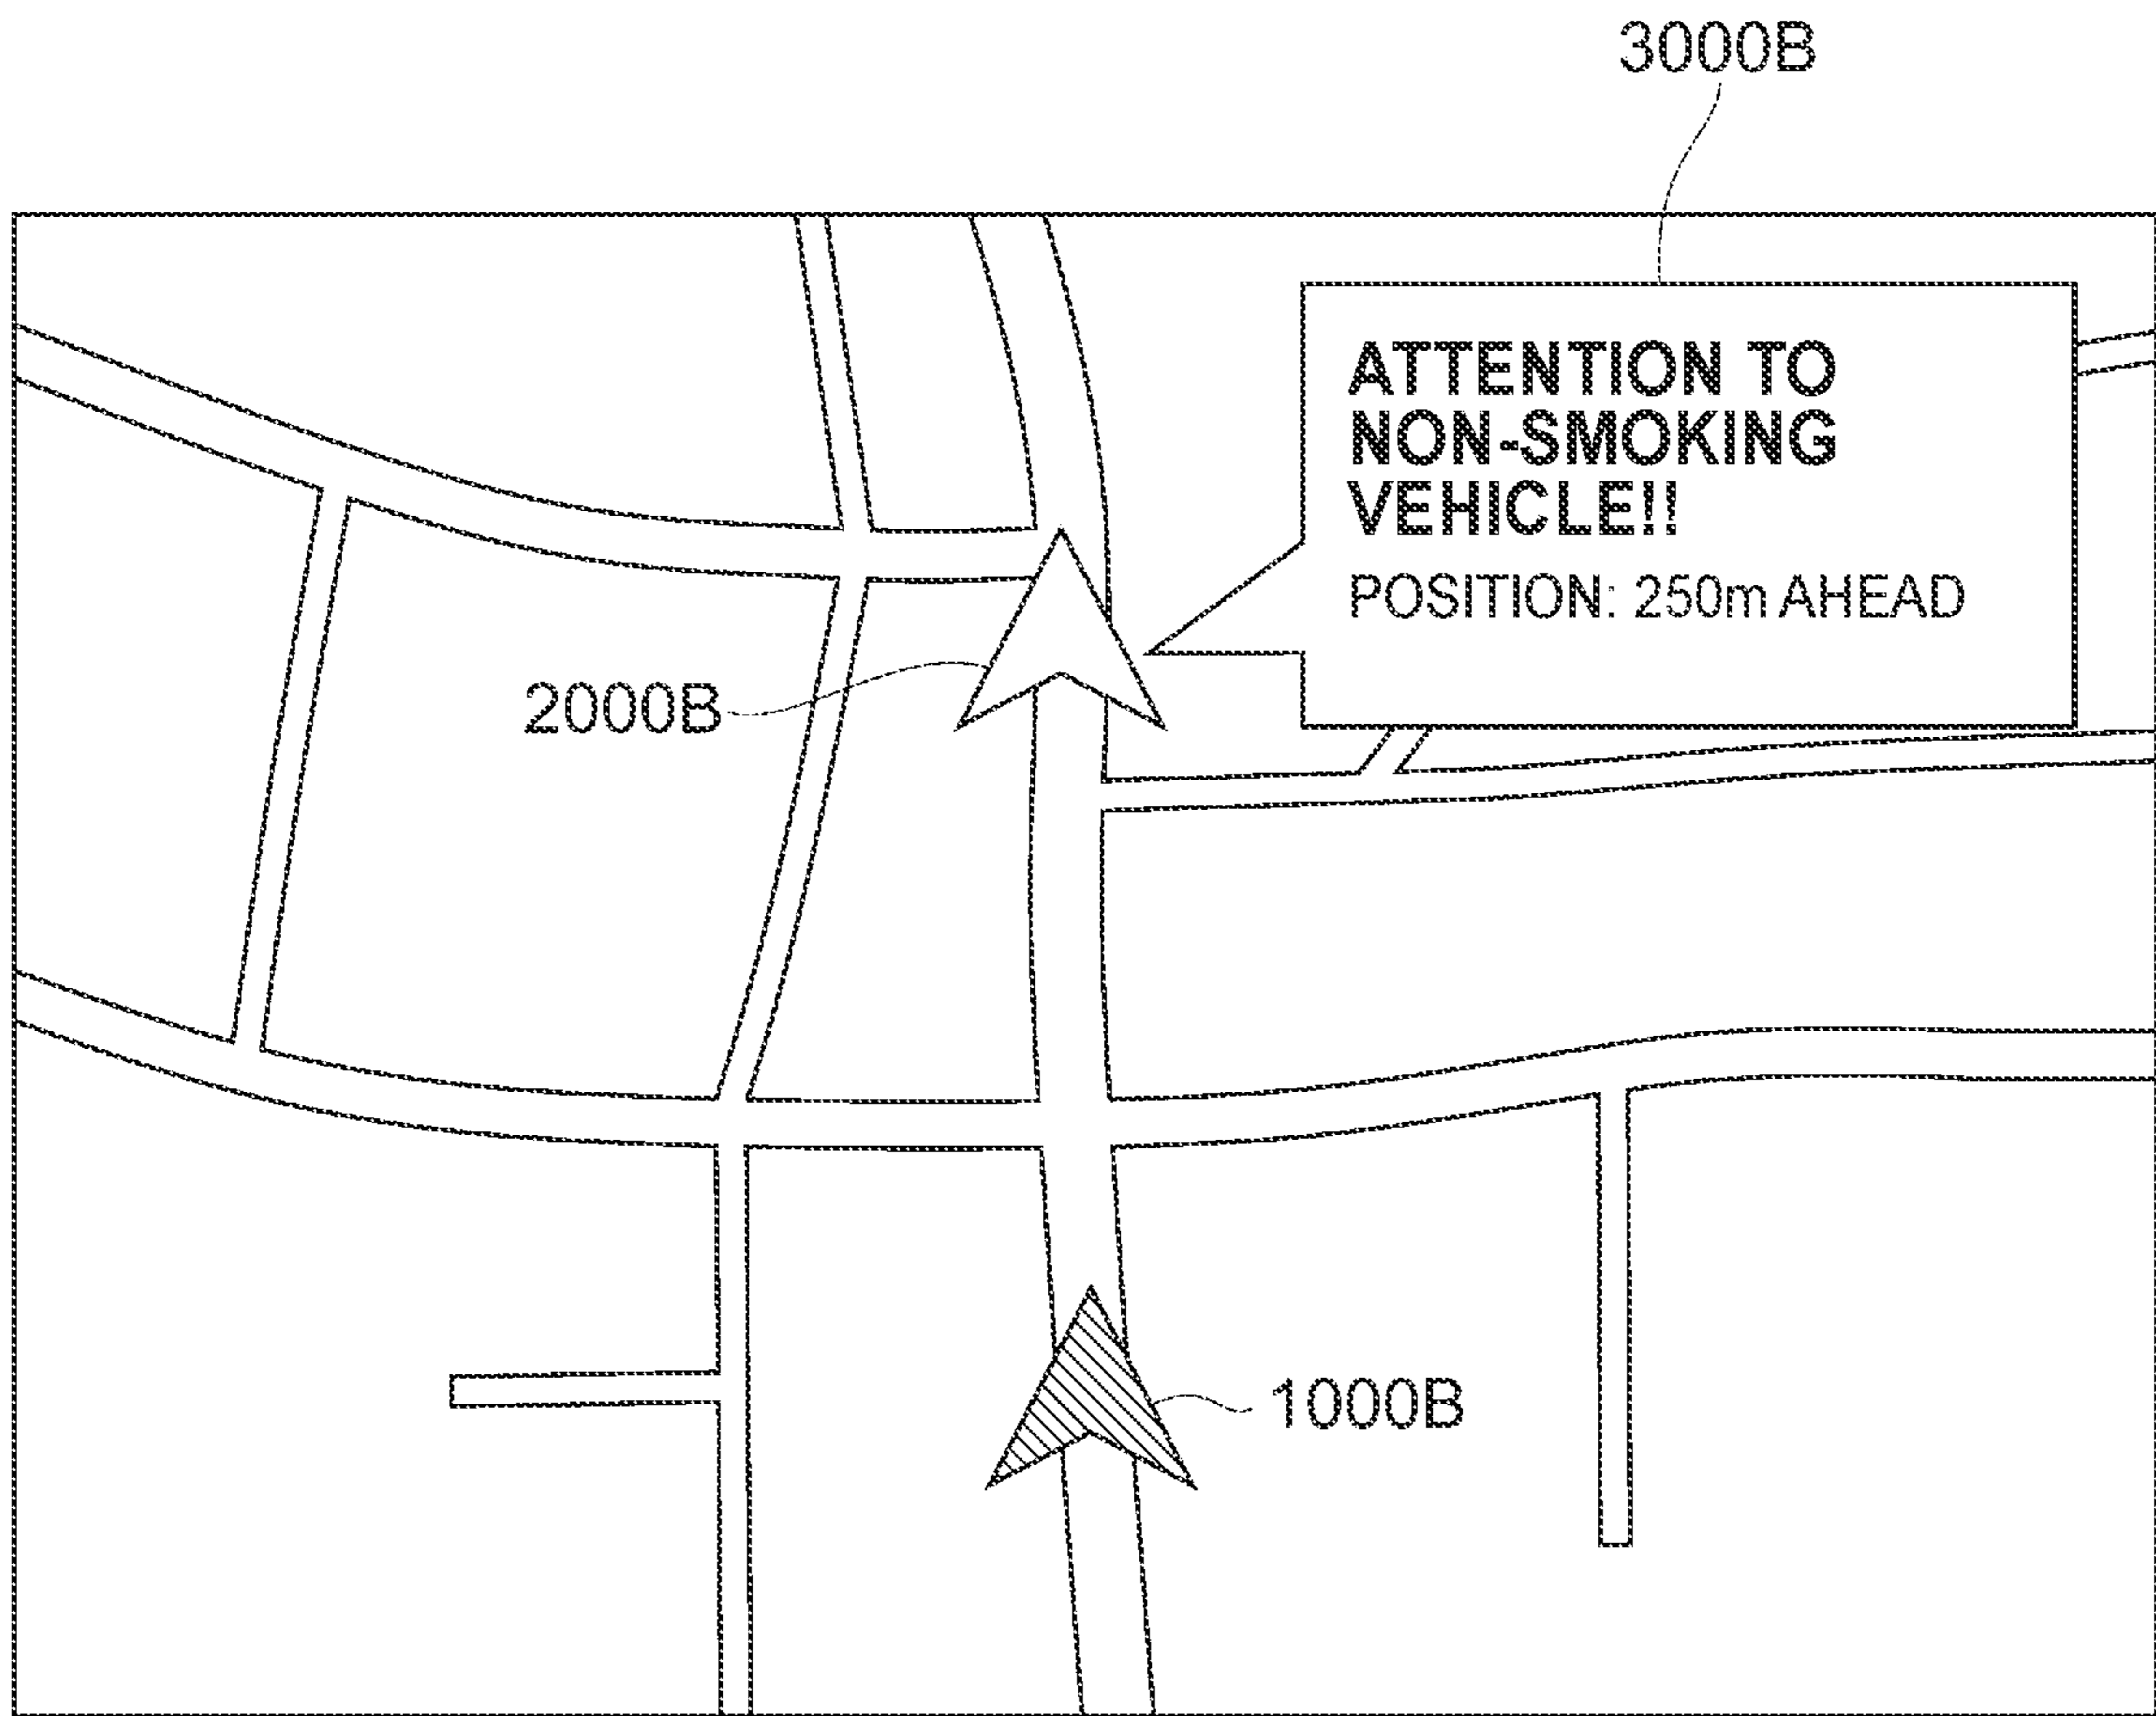 3000B
ATTENTION TO
NON-SMOKING
VEHICLE!!
POSITION: 250m AHEAD
2000B
1000B